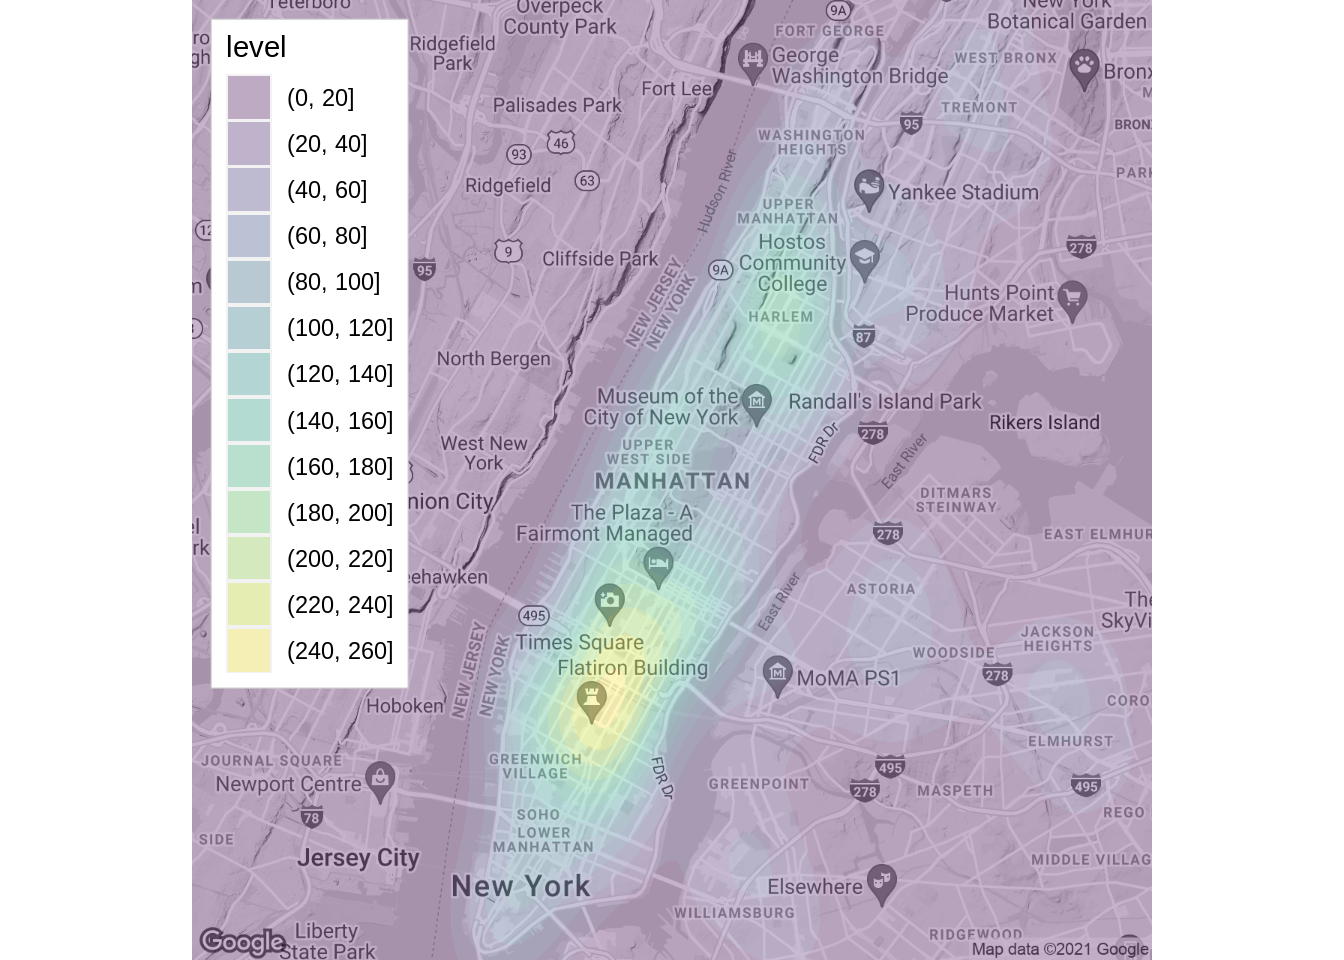 level
(0, 20]
(20, 40]
(40, 60]
(60, 80]
(80, 100]
(100, 120]
(120, 140]
(140, 160]
(160, 180]
(180, 200]
(200, 220]
(220, 240]
(240, 260]
Teterboro
Overpeck
County Park
9A
New York
Botanical Garden
FORT GEORGE
Ridgefield
Park
George
Washington Bridge
WEST BRONX
Bronx
Fort Lee
Palisades Park
TREMONT
95
46
WASHINGTON
HEIGHTS
93
63
Ridgefield
Hudson River
Yankee Stadium
UPPER
MANHATTAN
9
Hostos
Community
College
278
Cliffside Park
95
9A
NEW JERSEY
NEW YORK
Hunts Point
Produce Market
HARLEM
87
North Bergen
Museum of the
City of New York
Randall's Island Park
Rikers Island
278
FDR Dr
East River
West New
York
UPPER
WEST SIDE
MANHATTAN
nion City
DITMARS
STEINWAY
The Plaza - A
Fairmont Managed
278
EAST ELMHUR
eehawken
ASTORIA
East River
495
The
SkyVi
Times Square
JACKSON
HEIGHTS
WOODSIDE
Flatiron Building
NEW JERSEY
NEW YORK
MoMA PS1
278
Hoboken
CORO
ELMHURST
JOURNAL SQUARE
GREENWICH
VILLAGE
495
Newport Centre
FDR Dr
GREENPOINT
278
MASPETH
495
78
SOHO
REGO
SIDE
LOWER
MANHATTAN
Jersey City
MIDDLE VILLAG
New York
Elsewhere
WILLIAMSBURG
Liberty
State Park
RIDGEWOOD
Google
Map data ©2021 Google